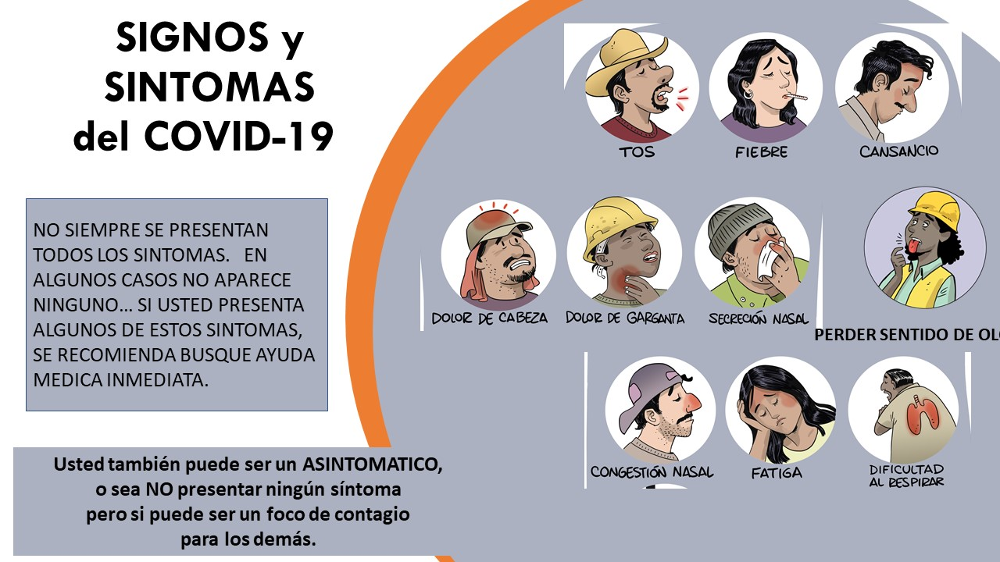 SIGNOS y
SINTOMAS
del COVID-19
NO SIEMPRE SE PRESENTAN
TODOS LOS SINTOMAS. EN
ALGUNOS CASOS NO APARECE
NINGUNO... SI USTED PRESENTA
ALGUNOS DE ESTOS SINTOMAS,
SE RECOMIENDA BUSQUE AYUDA
MEDICA INMEDIATA.
Usted también puede ser un ASINTOMATICO,
o sea NO presentar ningún síntoma
pero si puede ser un foco de contagio
para los demás.
TOS
FIEBRE
CANSANCIO
DOLOR DE CABEZA
DOLOR DE GARGANTA
SECRECIÓN NASAL
PERDER SENTIDO DE
CONGESTIÓN NASAL
FATIGA
DIFICULTAD
AL RESPIRAR